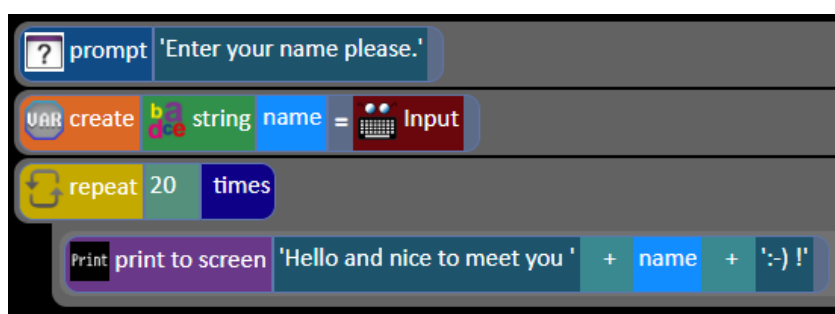 ? prompt 'Enter your name please.'
VAR create badce string name = Input
repeat 20 times
Print print to screen 'Hello and nice to meet you ' + name + ':-) !'